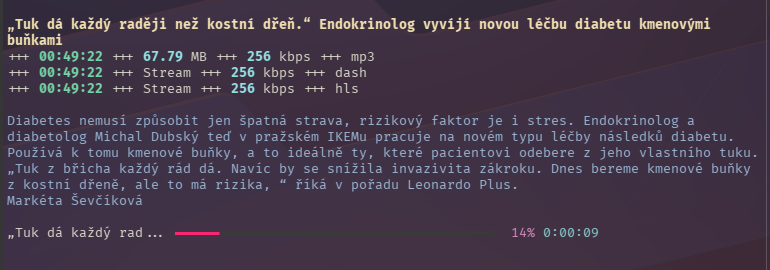 „Tuk dá každý raději než kostní dřeň.“ Endokrinolog vyvíjí novou léčbu diabetu kmenovými
buňkami
+++ 00:49:22 +++ 67.79 MB +++ 256 kbps +++ mp3
+++ 00:49:22 +++ Stream +++ 256 kbps +++ dash
+++ 00:49:22 +++ Stream +++ 256 kbps +++ hls
Diabetes nemusí způsobit jen špatná strava, rizikový faktor je i stres. Endokrinolog a
diabetolog Michal Dubský teď v pražském IKEMu pracuje na novém typu léčby následků diabetu.
Používá k tomu kmenové buňky, a to ideálně ty, které pacientovi odebere z jeho vlastního tuku.
„Tuk z břicha každý rád dá. Navíc by se snížila invazivita zákroku. Dnes bereme kmenové buňky
z kostní dřeně, ale to má rizika, “ říká v pořadu Leonardo Plus.
Markéta Ševčíková
„Tuk dá každý rad... 14% 0:00:09